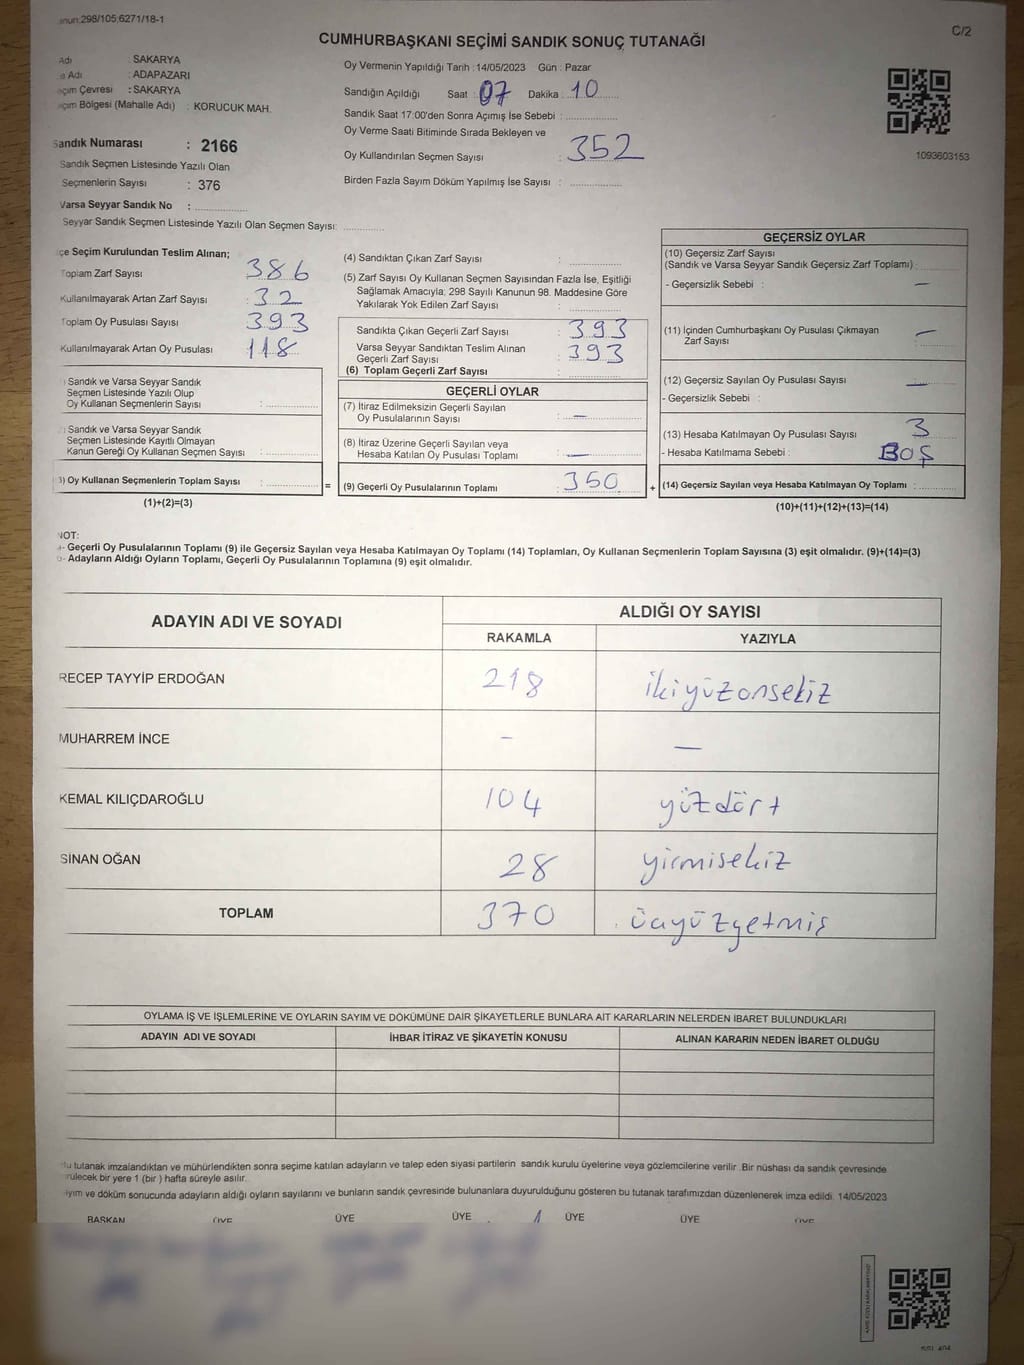 298/105;6271/18-1
C/2
CUMHURBAŞKANI SEÇİMİ SANDIK SONUÇ TUTANAĞI
Adı : SAKARYA
Adı : ADAPAZARI
Seçim Çevresi : SAKARYA
Bölgesi (Mahalle Adı) : KORUCUK MAH.
Sandık Numarası : 2166
Sandık Seçmen Listesinde Yazılı Olan
Seçmenlerin Sayısı : 376
Varsa Seyyar Sandık No :
Seyyar Sandık Seçmen Listesinde Yazılı Olan Seçmen Sayısı:
Oy Vermenin Yapıldığı Tarih : 14/05/2023 Gün : Pazar
Sandığın Açıldığı Saat : 07 Dakika : 10
Sandık Saat 17:00'den Sonra Açımış İse Sebebi :
Oy Verme Saati Bitiminde Sırada Bekleyen ve
Oy Kullandırılan Seçmen Sayısı : 352
Birden Fazla Sayım Döküm Yapılmış İse Sayısı :
1093603153
Seçim Kurulundan Teslim Alınan;
Toplam Zarf Sayısı 386
Kullanılmayarak Artan Zarf Sayısı : 32
Toplam Oy Pusulası Sayısı : 393
Kullanılmayarak Artan Oy Pusulası : 118
Sandık ve Varsa Seyyar Sandık
Seçmen Listesinde Yazılı Olup
Oy Kullanan Seçmenlerin Sayısı :
Sandık ve Varsa Seyyar Sandık
Seçmen Listesinde Kayıtlı Olmayan
Kanun Gereği Oy Kullanan Seçmen Sayısı :
3) Oy Kullanan Seçmenlerin Toplam Sayısı : =
(1)+(2)=(3)
(4) Sandıktan Çıkan Zarf Sayısı :
(5) Zarf Sayısı Oy Kullanan Seçmen Sayısından Fazla İse, Eşitliği
Sağlamak Amacıyla; 298 Sayılı Kanunun 98. Maddesine Göre
Yakılarak Yok Edilen Zarf Sayısı :
Sandıkta Çıkan Geçerli Zarf Sayısı : 393
Varsa Seyyar Sandıktan Teslim Alınan
Geçerli Zarf Sayısı : 393
(6) Toplam Geçerli Zarf Sayısı :
GEÇERLİ OYLAR
(7) İtiraz Edilmeksizin Geçerli Sayılan
Oy Pusulalarının Sayısı : —
(8) İtiraz Üzerine Geçerli Sayılan veya
Hesaba Katılan Oy Pusulası Toplamı : —
(9) Geçerli Oy Pusulalarının Toplamı : 350 +
GEÇERSİZ OYLAR
(10) Geçersiz Zarf Sayısı
(Sandık ve Varsa Seyyar Sandık Geçersiz Zarf Toplamı) :
- Geçersizlik Sebebi : —
(11) İçinden Cumhurbaşkanı Oy Pusulası Çıkmayan
Zarf Sayısı : —
(12) Geçersiz Sayılan Oy Pusulası Sayısı : —
- Geçersizlik Sebebi :
(13) Hesaba Katılmayan Oy Pusulası Sayısı : 3
- Hesaba Katılmama Sebebi : BOŞ
(14) Geçersiz Sayılan veya Hesaba Katılmayan Oy Toplamı :
(10)+(11)+(12)+(13)=(14)
NOT:
- Geçerli Oy Pusulalarının Toplamı (9) ile Geçersiz Sayılan veya Hesaba Katılmayan Oy Toplamı (14) Toplamları, Oy Kullanan Seçmenlerin Toplam Sayısına (3) eşit olmalıdır. (9)+(14)=(3)
- Adayların Aldığı Oyların Toplamı, Geçerli Oy Pusulalarının Toplamına (9) eşit olmalıdır.
ADAYIN ADI VE SOYADI
ALDIĞI OY SAYISI
RAKAMLA YAZIYLA
RECEP TAYYİP ERDOĞAN 218 ikiyüzonsekiz
MUHARREM İNCE - —
KEMAL KILIÇDAROĞLU 104 yüzdört
SİNAN OĞAN 28 yirmisekiz
TOPLAM 370 üçyüzyetmiş
OYLAMA İŞ VE İŞLEMLERİNE VE OYLARIN SAYIM VE DÖKÜMÜNE DAİR ŞİKAYETLERLE BUNLARA AİT KARARLARIN NELERDEN İBARET BULUNDUKLARI
ADAYIN ADI VE SOYADI İHBAR İTİRAZ VE ŞİKAYETİN KONUSU ALINAN KARARIN NEDEN İBARET OLDUĞU
Bu tutanak imzalandıktan ve mühürlendikten sonra seçime katılan adayların ve talep eden siyasi partilerin sandık kurulu üyelerine veya gözlemcilerine verilir. Bir nüshası da sandık çevresinde
bir yere 1 (bir ) hafta süreyle asılır.
ve döküm sonucunda adayların aldığı oyların sayılarını ve bunların sandık çevresinde bulunanlara duyurulduğunu gösteren bu tutanak tarafımızdan düzenlenerek imza edildi. 14/05/2023
BAŞKAN ÜYE ÜYE ÜYE ÜYE ÜYE ÜYE